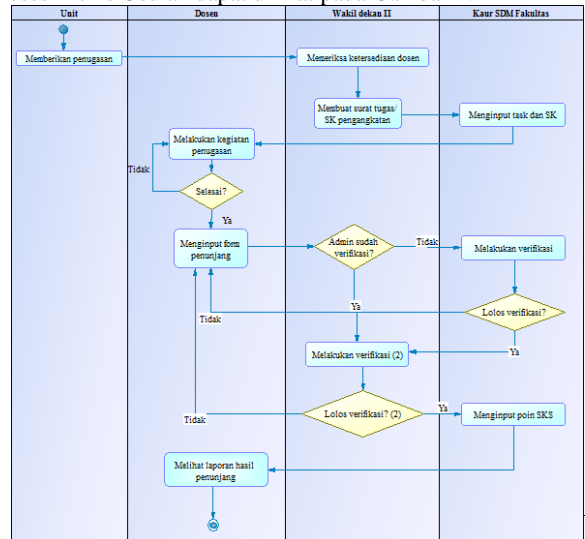 Unit
Dosen
Wakil dekan II
Kaur SDM Fakultas
Memberikan penugasan
Memeriksa ketersediaan dosen
Membuat surat tugas/
SK pengangkatan
Menginput task dan SK
Melakukan kegiatan
penugasan
Tidak
Selesai?
Ya
Menginput form
penunjang
Admin sudah
verifikasi?
Tidak
Melakukan verifikasi
Ya
Lolos verifikasi?
Tidak
Ya
Melakukan verifikasi (2)
Lolos verifikasi? (2)
Ya
Menginput poin SKS
Tidak
Melihat laporan hasil
penunjang